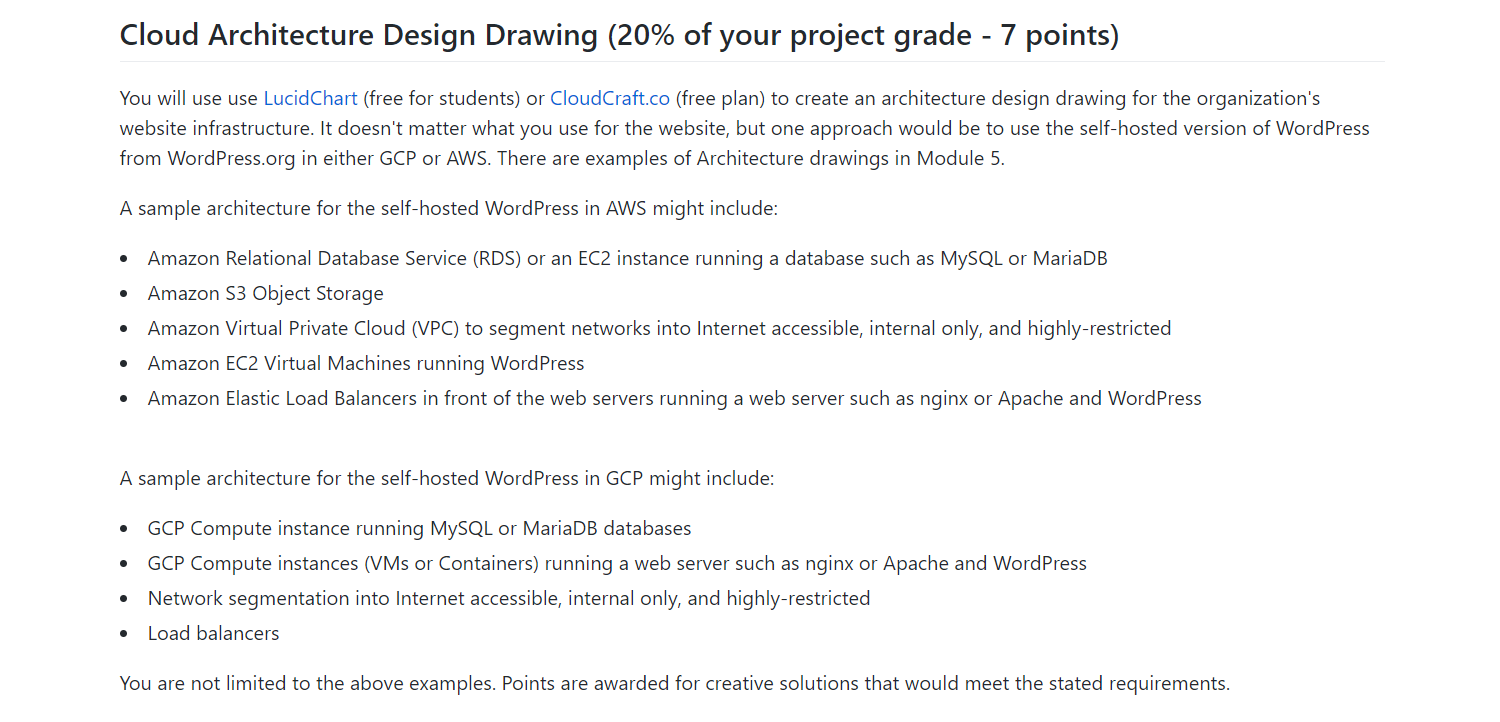 Cloud Architecture Design Drawing (20% of your project grade - 7 points)
You will use use LucidChart (free for students) or CloudCraft.co (free plan) to create an architecture design drawing for the organization's
website infrastructure. It doesn't matter what you use for the website, but one approach would be to use the self-hosted version of WordPress
from WordPress.org in either GCP or AWS. There are examples of Architecture drawings in Module 5.
A sample architecture for the self-hosted WordPress in AWS might include:
• Amazon Relational Database Service (RDS) or an EC2 instance running a database such as MySQL or MariaDB
• Amazon S3 Object Storage
• Amazon Virtual Private Cloud (VPC) to segment networks into Internet accessible, internal only, and highly-restricted
• Amazon EC2 Virtual Machines running WordPress
• Amazon Elastic Load Balancers in front of the web servers running a web server such as nginx or Apache and WordPress
A sample architecture for the self-hosted WordPress in GCP might include:
• GCP Compute instance running MySQL or MariaDB databases
• GCP Compute instances (VMs or Containers) running a web server such as nginx or Apache and WordPress
• Network segmentation into Internet accessible, internal only, and highly-restricted
• Load balancers
You are not limited to the above examples. Points are awarded for creative solutions that would meet the stated requirements.